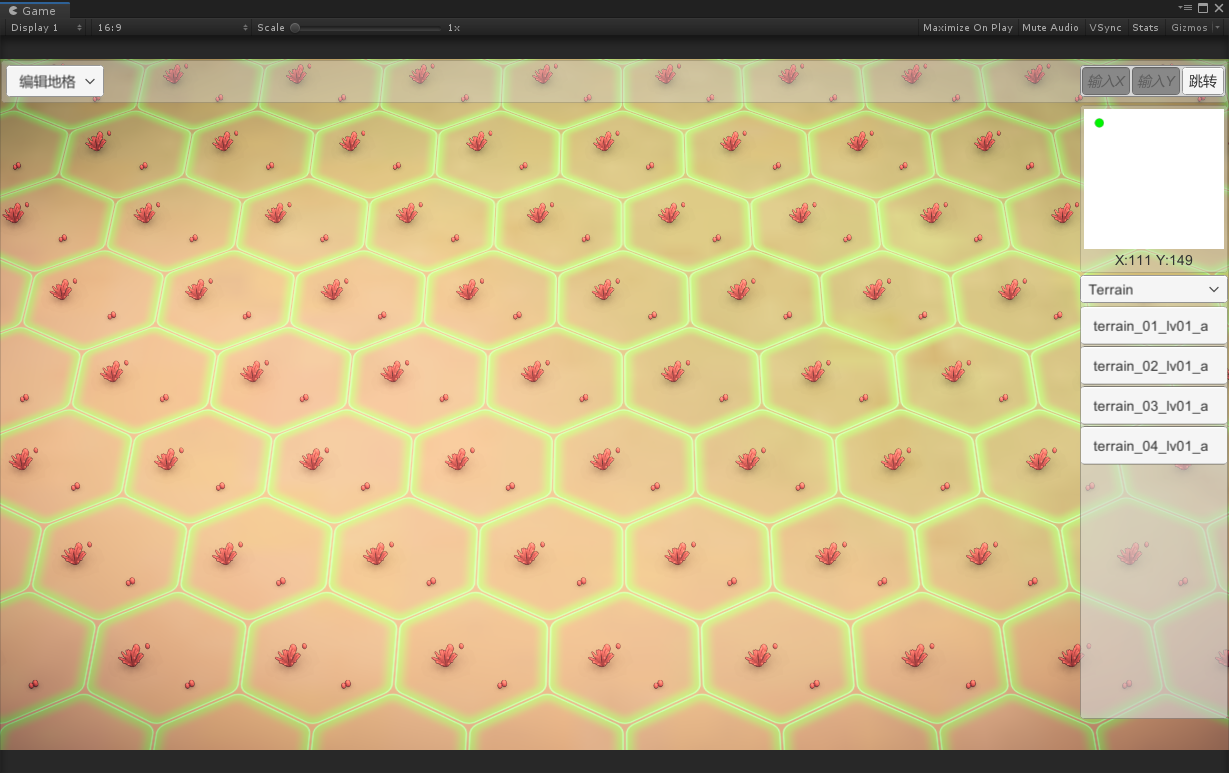 Game
Display 1 16:9 Scale 1x Maximize On Play Mute Audio VSync Stats Gizmos
编辑地格 输入X 输入Y 跳转
X:111 Y:149
Terrain
terrain_01_lv01_a
terrain_02_lv01_a
terrain_03_lv01_a
terrain_04_lv01_a